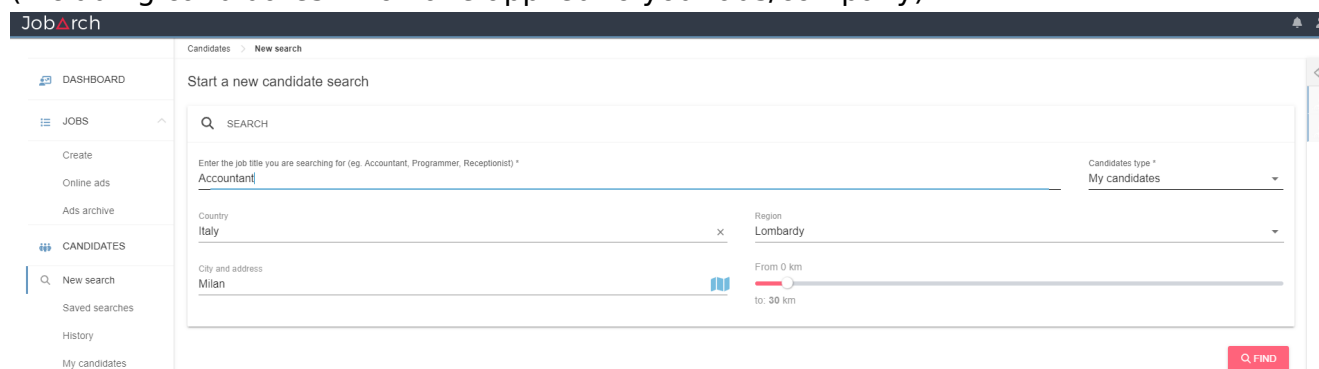 Jobarch
Candidates > New search
DASHBOARD
Start a new candidate search
JOBS
SEARCH
Create
Enter the job title you are searching for (eg. Accountant, Programmer, Receptionist) *
Candidates type *
Accountant
My candidates
Online ads
Ads archive
Country
Region
Italy
Lombardy
CANDIDATES
City and address
From 0 km
New search
Milan
to: 30 km
Saved searches
History
My candidates
FIND